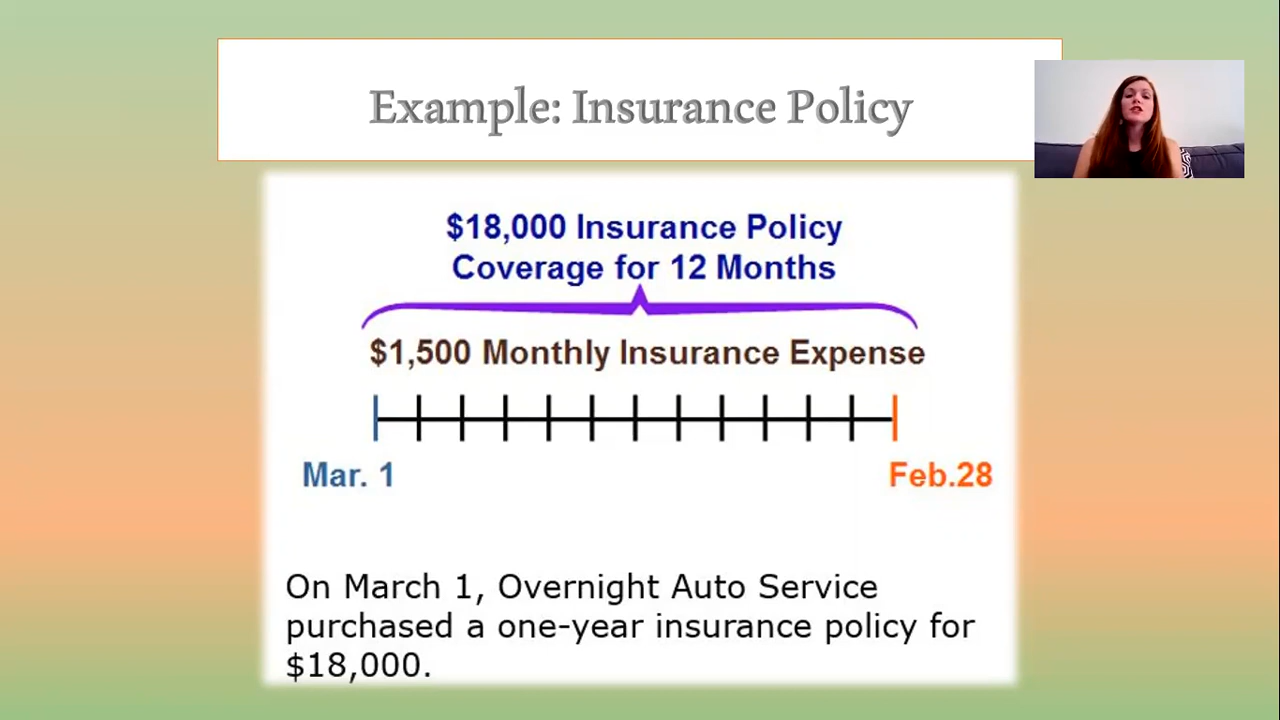 Example: Insurance Policy
$18,000 Insurance Policy
Coverage for 12 Months
$1,500 Monthly Insurance Expense
Mar. 1
Feb.28
On March 1, Overnight Auto Service
purchased a one-year insurance policy for
$18,000.